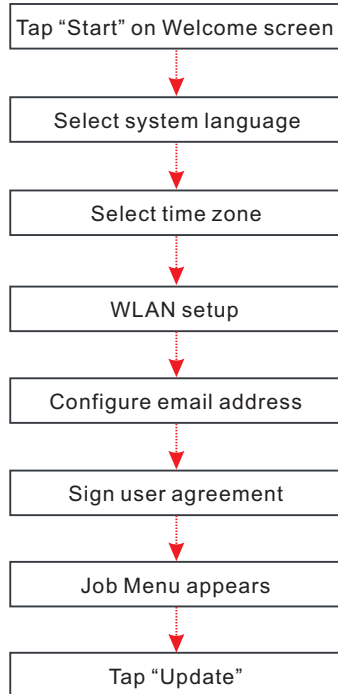 Tap “Start” on Welcome screen
Select system language
Select time zone
WLAN setup
Configure email address
Sign user agreement
Job Menu appears
Tap “Update”